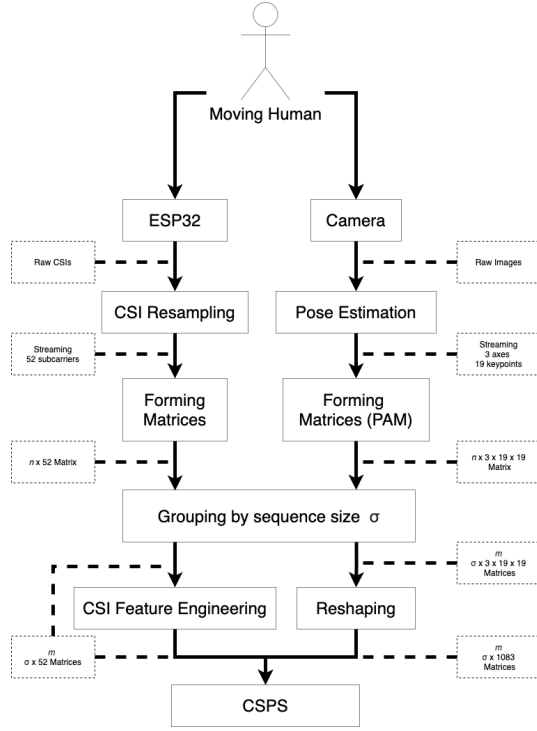 Moving Human
ESP32
Camera
Raw CSIs
Raw Images
CSI Resampling
Pose Estimation
Streaming
52 subcarriers
Streaming
3 axes
19 keypoints
Forming
Matrices
Forming
Matrices (PAM)
n x 52 Matrix
n x 3 x 19 x 19
Matrix
Grouping by sequence size σ
m
σ x 3 x 19 x 19
Matrices
CSI Feature Engineering
Reshaping
m
σ x 52 Matrices
m
σ x 1083
Matrices
CSPS